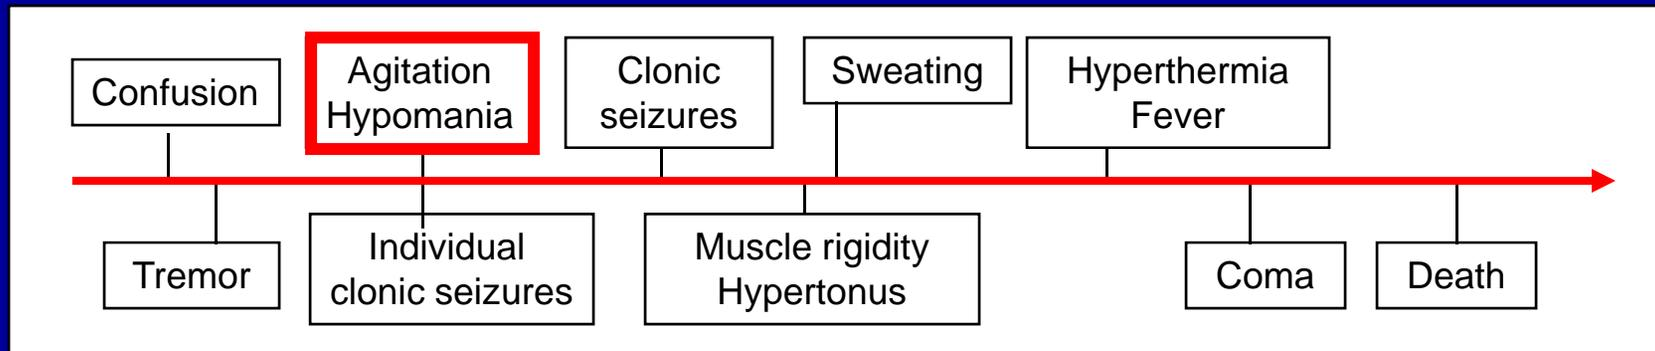 Confusion
Agitation
Hypomania
Clonic
seizures
Sweating
Hyperthermia
Fever
Tremor
Individual
clonic seizures
Muscle rigidity
Hypertonus
Coma
Death